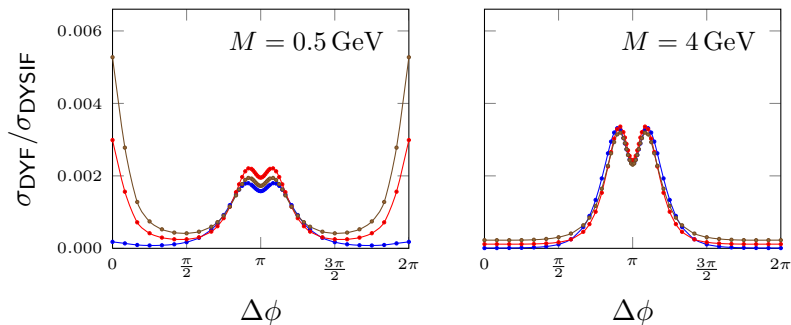 σ_DYF/σ_DYSIF
0.006
0.004
0.002
0.000
M = 0.5 GeV
0
π/2
π
3π/2
2π
Δϕ
M = 4 GeV
0
π/2
π
3π/2
2π
Δϕ